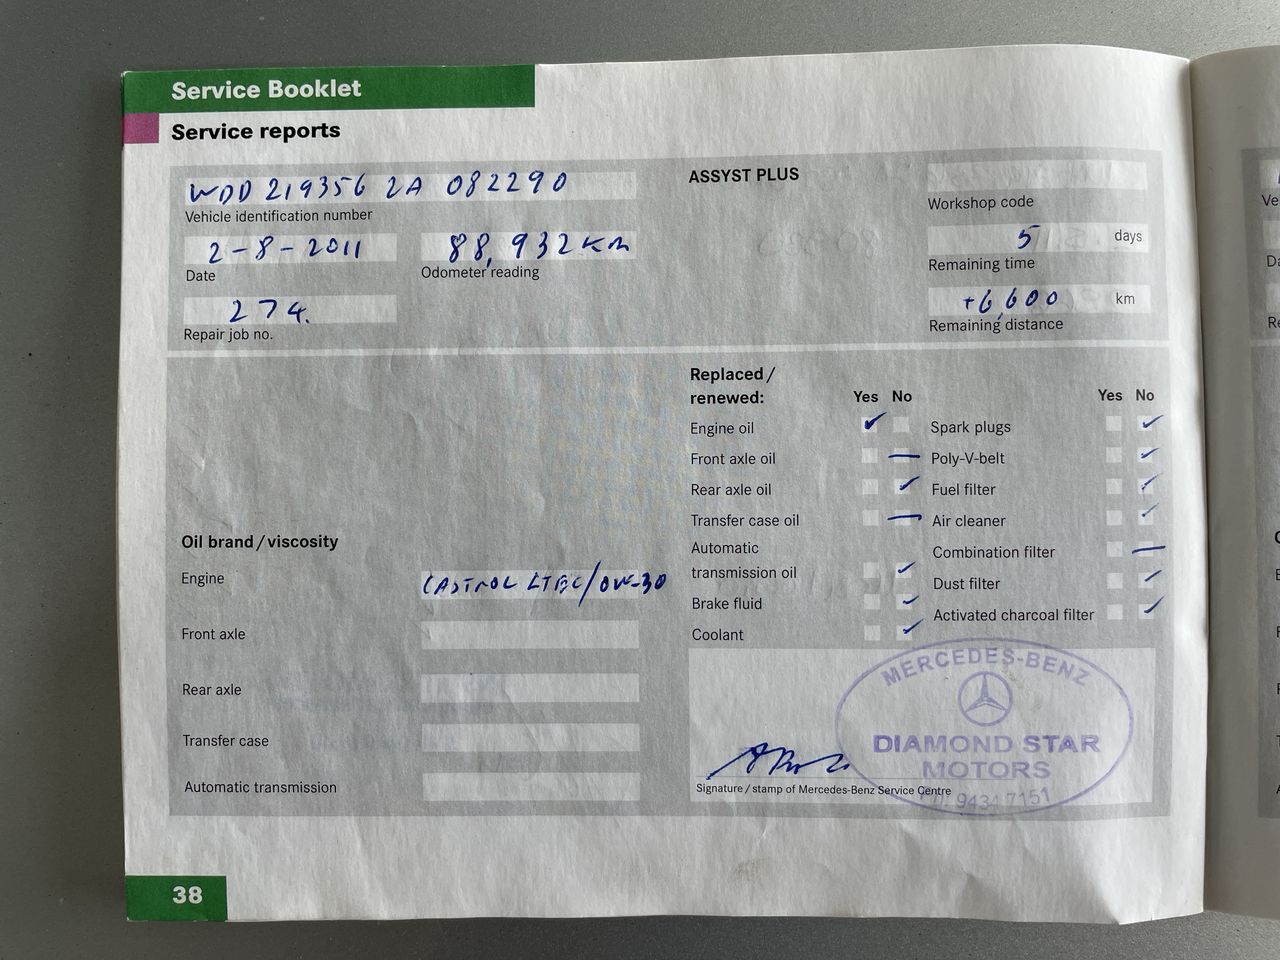 Service Booklet
Service reports
WDD 219356 2A 082290
Vehicle identification number
2-8-2011
Date
88,932 km
Odometer reading
274.
Repair job no.
ASSYST PLUS
Workshop code
5 days
Remaining time
+6,600 km
Remaining distance
Oil brand / viscosity
Engine
CASTROL /0W-30
Front axle
Rear axle
Transfer case
Automatic transmission
Replaced /
renewed:
Yes No
Engine oil
Front axle oil
Rear axle oil
Transfer case oil
Automatic
transmission oil
Brake fluid
Coolant
Yes No
Spark plugs
Poly-V-belt
Fuel filter
Air cleaner
Combination filter
Dust filter
Activated charcoal filter
MERCEDES-BENZ
DIAMOND STAR
MOTORS
9434 7151
Signature / stamp of Mercedes-Benz Service Centre
38